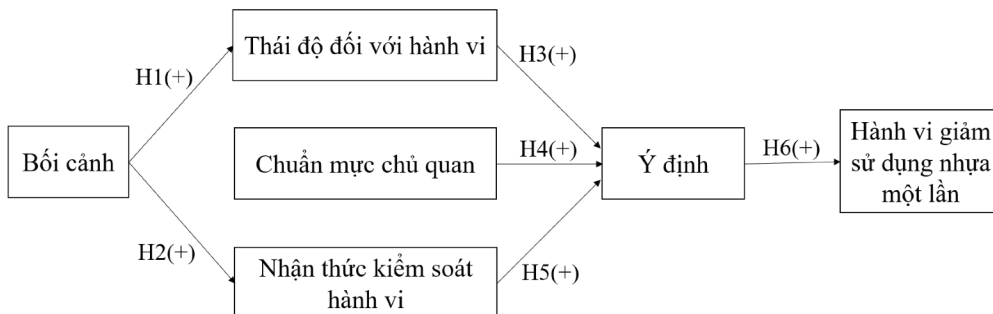 Thái độ đối với hành vi
H3(+)
H1(+)
Bối cảnh
Chuẩn mực chủ quan
H4(+)
Ý định
H6(+)
Hành vi giảm
sử dụng nhựa
một lần
H2(+)
Nhận thức kiểm soát
hành vi
H5(+)